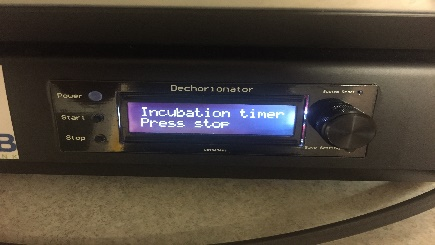 Dechorionator
Power
Start
Stop
Incubation timer
Press stop
B